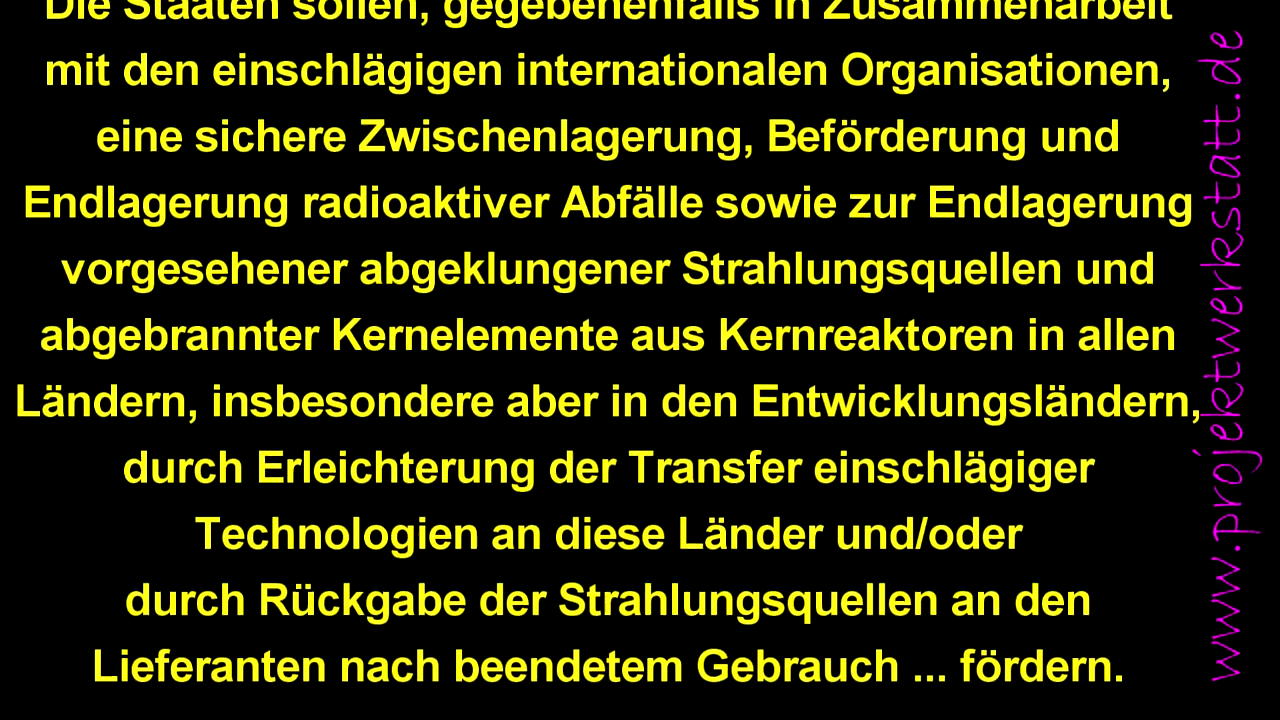 Die Staaten sollen, gegebenenfalls in Zusammenarbeit
mit den einschlägigen internationalen Organisationen,
eine sichere Zwischenlagerung, Beförderung und
Endlagerung radioaktiver Abfälle sowie zur Endlagerung
vorgesehener abgeklungener Strahlungsquellen und
abgebrannter Kernelemente aus Kernreaktoren in allen
Ländern, insbesondere aber in den Entwicklungsländern,
durch Erleichterung der Transfer einschlägiger
Technologien an diese Länder und/oder
durch Rückgabe der Strahlungsquellen an den
Lieferanten nach beendetem Gebrauch ... fördern.
www.projektwerkstatt.de